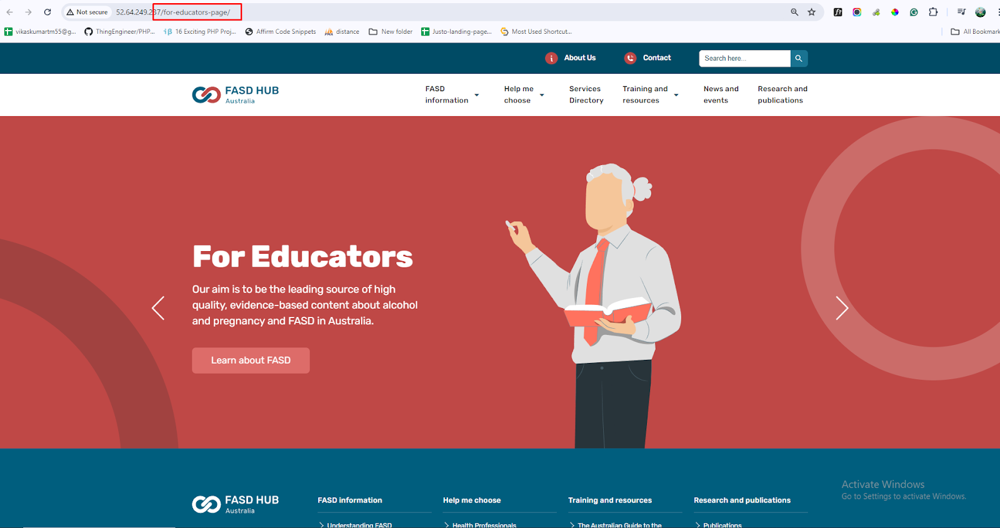 Not secure
52.64.249.237/for-educators-page/
vikaskumartm55@g...
ThingEngineer/PHP...
16 Exciting PHP Proj...
Affirm Code Snippets
distance
New folder
Justo-landing-page...
Most Used Shortcut...
All Bookmark
About Us
Contact
Search here...
FASD HUB
Australia
FASD
information
Help me
choose
Services
Directory
Training and
resources
News and
events
Research and
publications
For Educators
Our aim is to be the leading source of high
quality, evidence-based content about alcohol
and pregnancy and FASD in Australia.
Learn about FASD
Activate Windows
Go to Settings to activate Windows.
FASD HUB
Australia
FASD information
Help me choose
Training and resources
Research and publications
Understanding FASD
Health Professionals
The Australian Guide to the
Publications